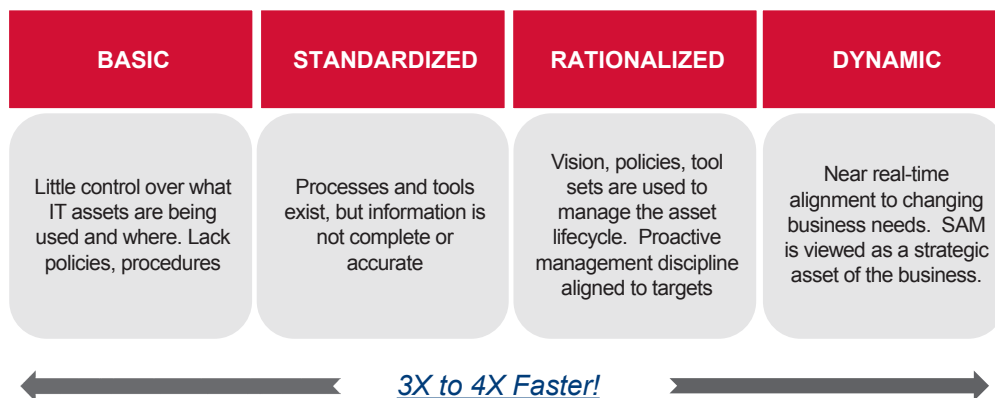 BASIC
STANDARDIZED
RATIONALIZED
DYNAMIC
Little control over what
IT assets are being
used and where. Lack
policies, procedures
Processes and tools
exist, but information is
not complete or
accurate
Vision, policies, tool
sets are used to
manage the asset
lifecycle.  Proactive
management discipline
aligned to targets
Near real-time
alignment to changing
business needs.  SAM
is viewed as a strategic
asset of the business.
3X to 4X Faster!